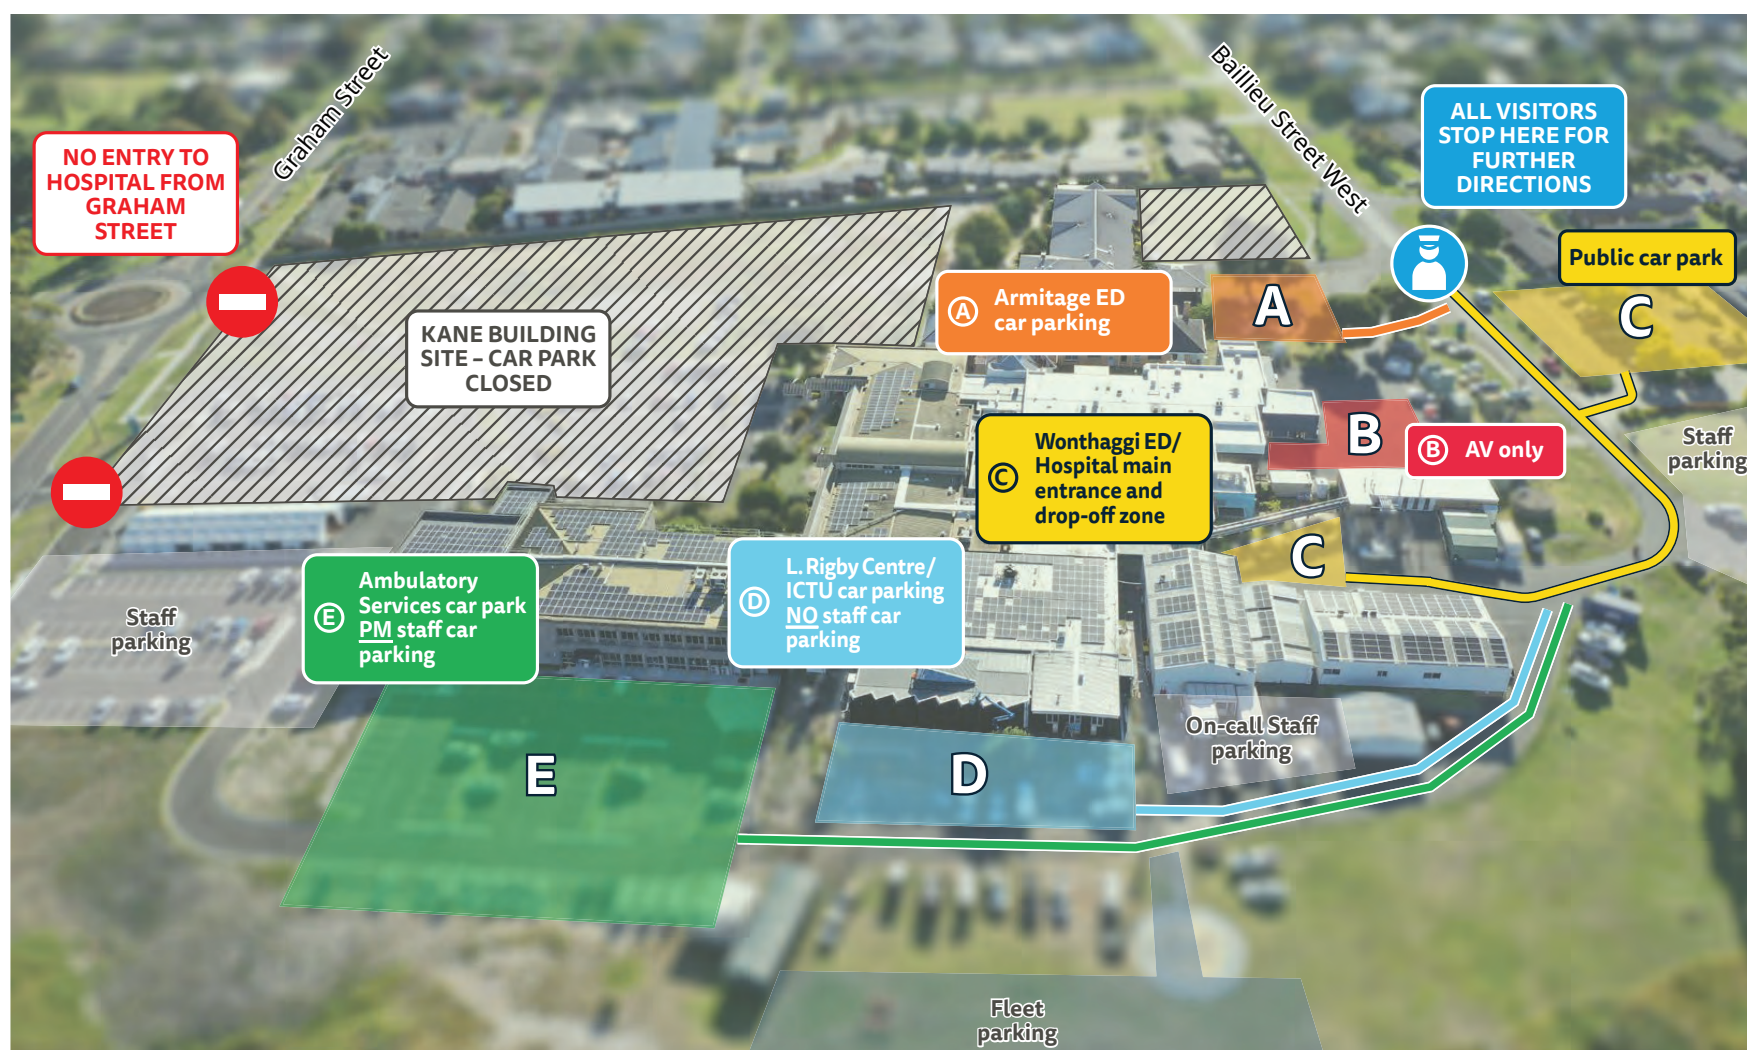 Graham Street
Baillieu Street West
NO ENTRY TO
HOSPITAL FROM
GRAHAM
STREET
ALL VISITORS
STOP HERE FOR
FURTHER
DIRECTIONS
Public car park
C
A Armitage ED
car parking
A
KANE BUILDING
SITE – CAR PARK
CLOSED
B
B AV only
Staff
parking
C Wonthaggi ED/
Hospital main
entrance and
drop-off zone
C
E Ambulatory
Services car park
PM staff car
parking
D L. Rigby Centre/
ICTU car parking
NO staff car
parking
Staff
parking
On-call Staff
parking
E
D
Fleet
parking